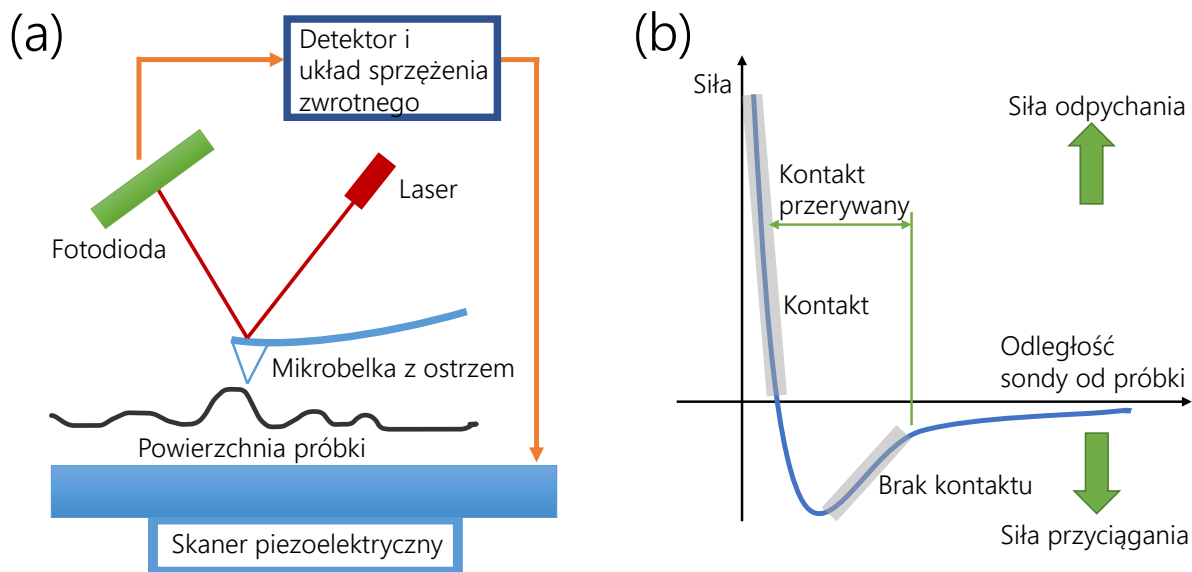 (a)
Detektor i
układ sprzężenia
zwrotnego
Laser
Fotodioda
Mikrobelka z ostrzem
Powierzchnia próbki
Skaner piezoelektryczny
(b)
Siła
Siła odpychania
Kontakt
przerywany
Kontakt
Odległość
sondy od próbki
Brak kontaktu
Siła przyciągania